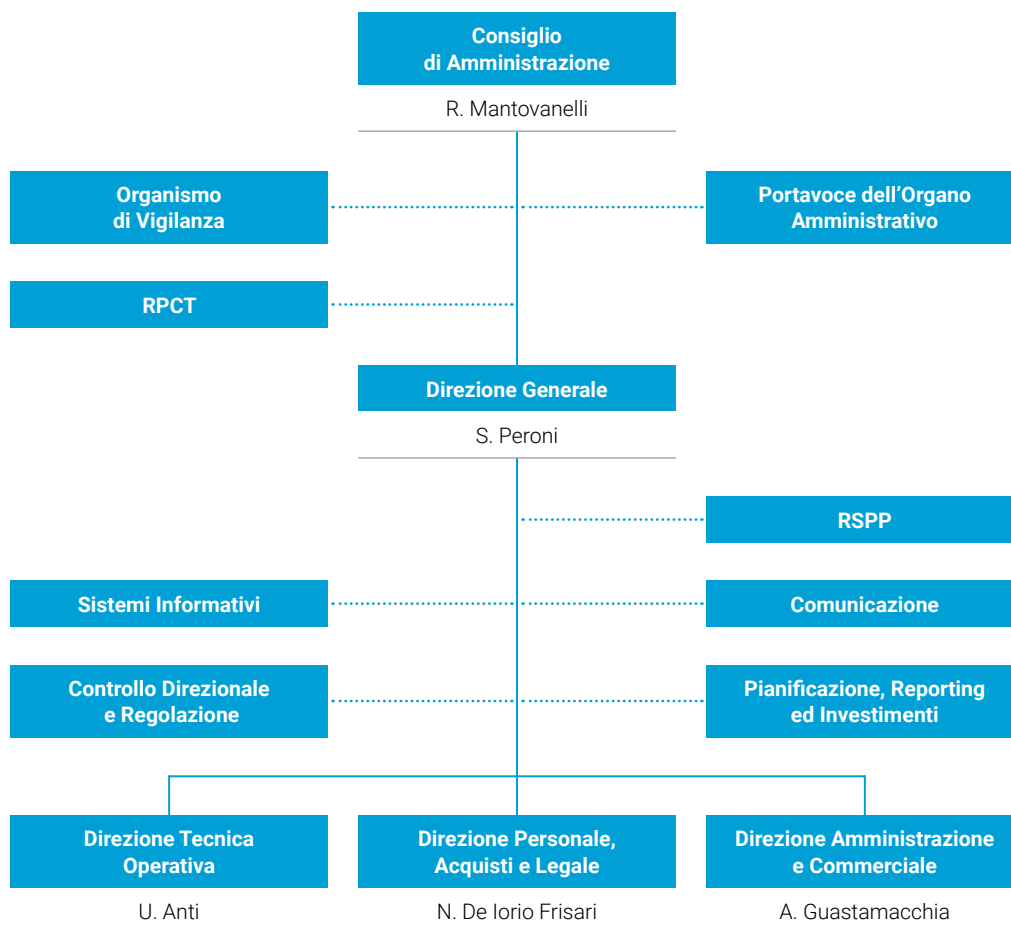 Consiglio
di Amministrazione
R. Mantovanelli
Organismo
di Vigilanza
Portavoce dell’Organo
Amministrativo
RPCT
Direzione Generale
S. Peroni
RSPP
Sistemi Informativi
Comunicazione
Controllo Direzionale
e Regolazione
Pianificazione, Reporting
ed Investimenti
Direzione Tecnica
Operativa
U. Anti
Direzione Personale,
Acquisti e Legale
N. De Iorio Frisari
Direzione Amministrazione
e Commerciale
A. Guastamacchia